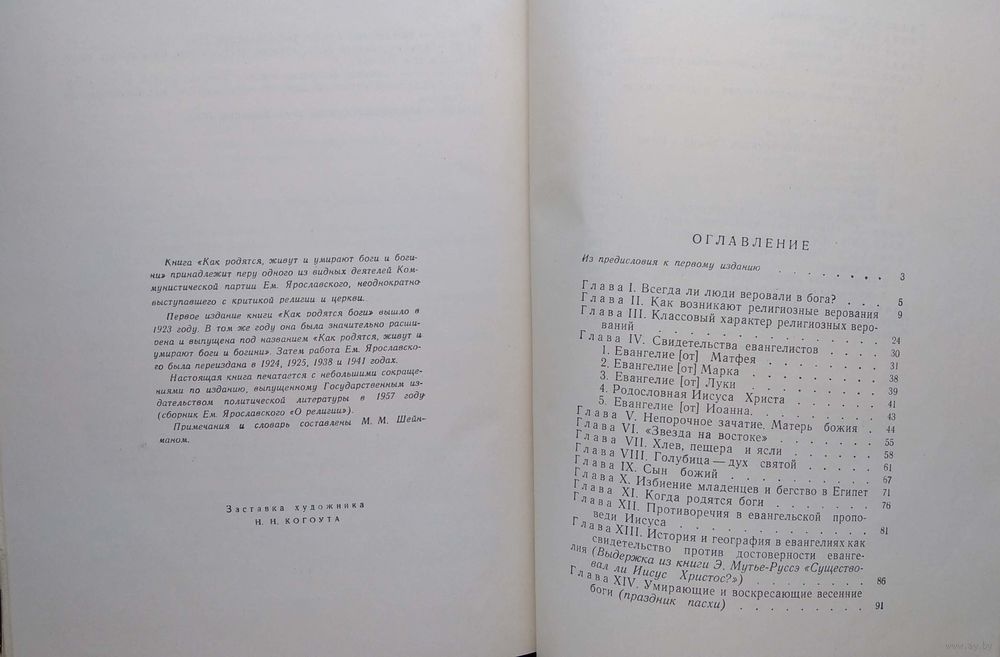 Книга «Как родятся, живут и умирают боги и боги-
ни» принадлежит перу одного из видных деятелей Ком-
мунистической партии Ем. Ярославского, неоднократно
выступавшего с критикой религии и церкви.
Первое издание книги «Как родятся боги» вышло в
1923 году. В том же году она была значительно расши-
рена и выпущена под названием «Как родятся, живут и
умирают боги и богини». Затем работа Ем. Ярославско-
го была переиздана в 1924, 1925, 1938 и 1941 годах.
Настоящая книга печатается с небольшими сокраще-
ниями по изданию, выпущенному Государственным из-
дательством политической литературы в 1957 году
(сборник Ем. Ярославского «О религии»).
Примечания и словарь составлены М. М. Шейн-
маном.
Заставка художника
Н. Н. КОГОУТА
ОГЛАВЛЕНИЕ
Из предисловия к первому изданию . . . . . . . . 3
Глава I. Всегда ли люди веровали в бога? . . . 5
Глава II. Как возникают религиозные верования 9
Глава III. Классовый характер религиозных веро-
ваний . . . . . . . . . . . . . . . 24
Глава IV. Свидетельства евангелистов . . . . . 30
1. Евангелие [от] Матфея . . . . . . . . 31
2. Евангелие [от] Марка . . . . . . . . 38
3. Евангелие [от] Луки . . . . . . . . 39
4. Родословная Иисуса Христа . . . . . . 41
5. Евангелие [от] Иоанна. . . . . . . . 43
Глава V. Непорочное зачатие. Матерь божия . 44
Глава VI. «Звезда на востоке» . . . . . . . 55
Глава VII. Хлев, пещера и ясли . . . . . . 58
Глава VIII. Голубица — дух святой . . . . . 61
Глава IX. Сын божий . . . . . . . . . . 67
Глава X. Избиение младенцев и бегство в Египет 71
Глава XI. Когда родятся боги . . . . . . . 76
Глава XII. Противоречия в евангельской пропо-
веди Иисуса . . . . . . . . . . . . 81
Глава XIII. История и география в евангелиях как
свидетельство против достоверности еванге-
лия (Выдержка из книги Э. Мутье-Руссэ «Существо-
вал ли Иисус Христос?») . . . . . . . . 86
Глава XIV. Умирающие и воскресающие весенние
боги (праздник пасхи) . . . . . . . . . 91
www.ay.by